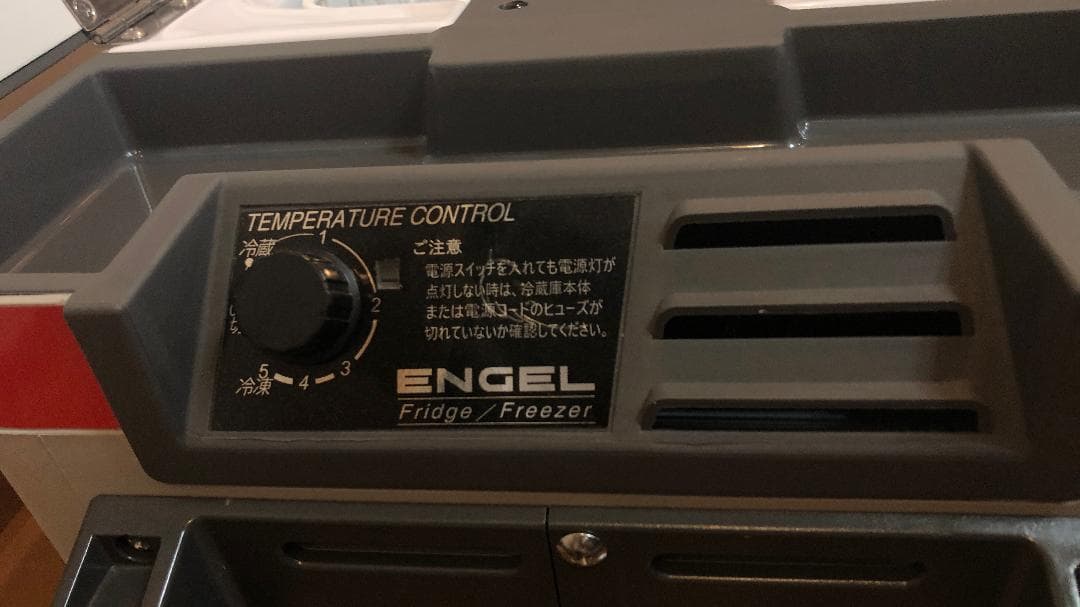 TEMPERATURE CONTROL
冷蔵
1
2
3
4
5
冷凍
ご注意
電源スイッチを入れても電源灯が
点灯しない時は、冷蔵庫本体
または電源コードのヒューズが
切れていないか確認してください。
ENGEL
Fridge/Freezer